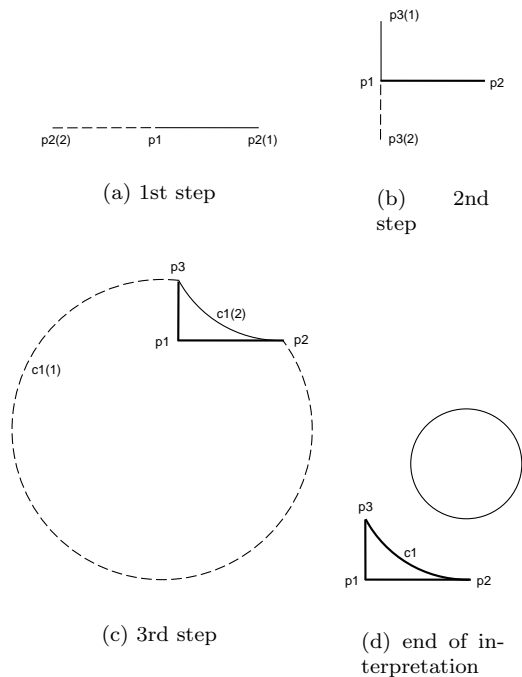 p2(2) p1 p2(1)
(a) 1st step
p3(1)
p1 p2
p3(2)
(b) 2nd
step
p3
c1(2)
p1 p2
c1(1)
(c) 3rd step
p3
c1
p1 p2
(d) end of in-
terpretation